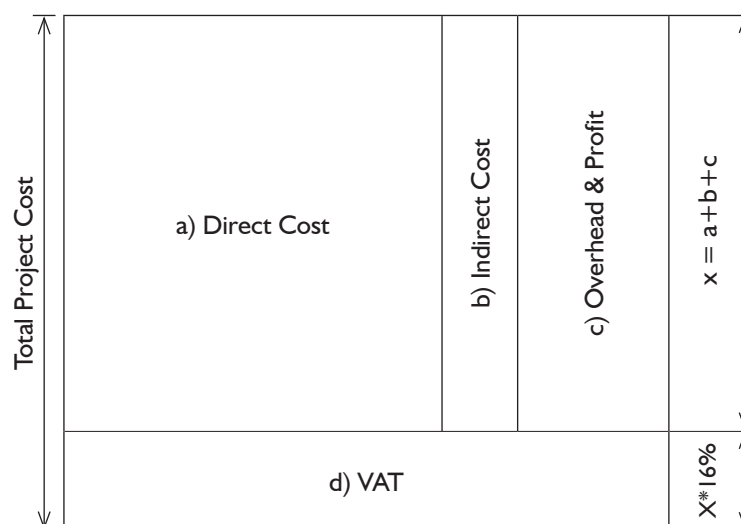 Total Project Cost
a) Direct Cost
b) Indirect Cost
c) Overhead & Profit
x = a+b+c
d) VAT
X*16%